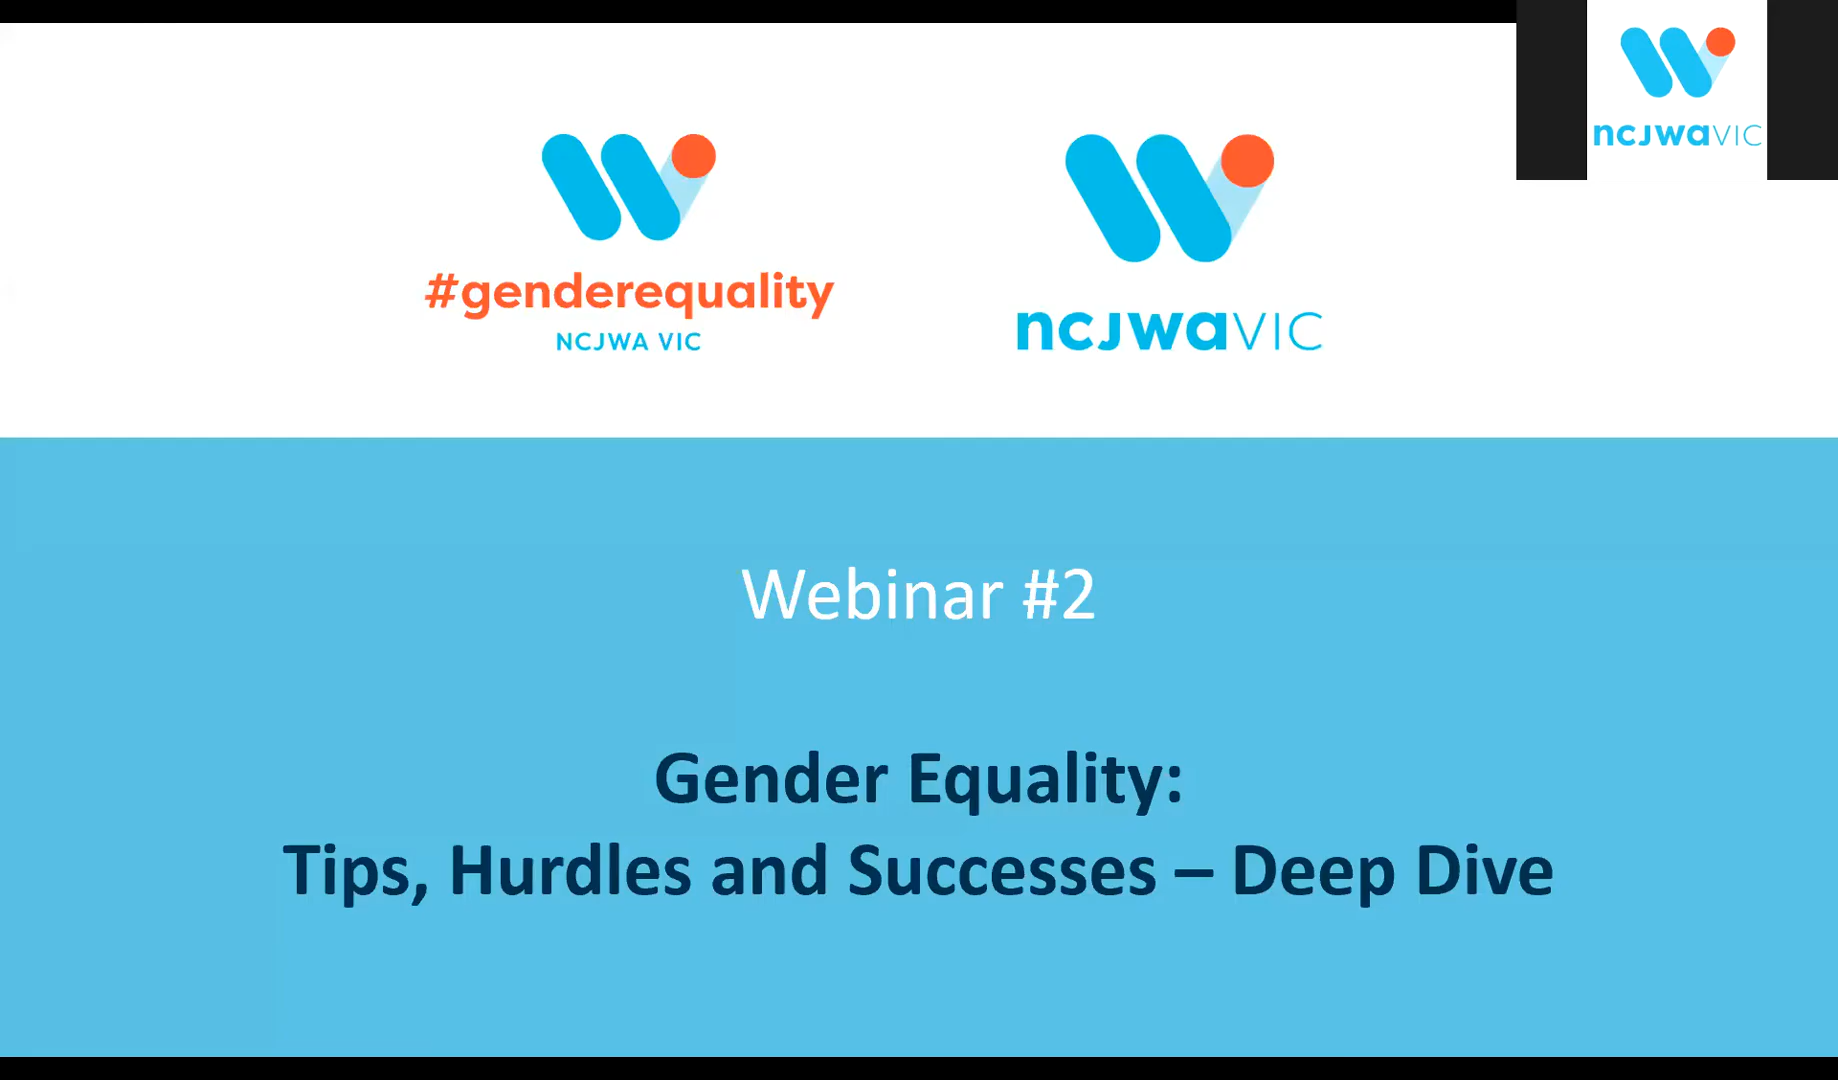 #genderequality
NCJWA VIC
ncjwaVIC
ncjwaVIC
Webinar #2
Gender Equality:
Tips, Hurdles and Successes – Deep Dive